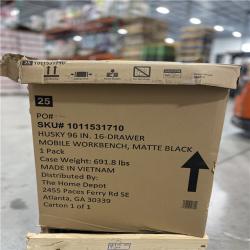 25
25
PO#
SKU# 1011531710
HUSKY 96 IN. 16-DRAWER
MOBILE WORKBENCH, MATTE BLACK
1 Pack
Case Weight: 691.8 lbs
MADE IN VIETNAM
Distributed By:
The Home Depot
2455 Paces Ferry Rd SE
Atlanta, GA 30339
Carton 1 of 1